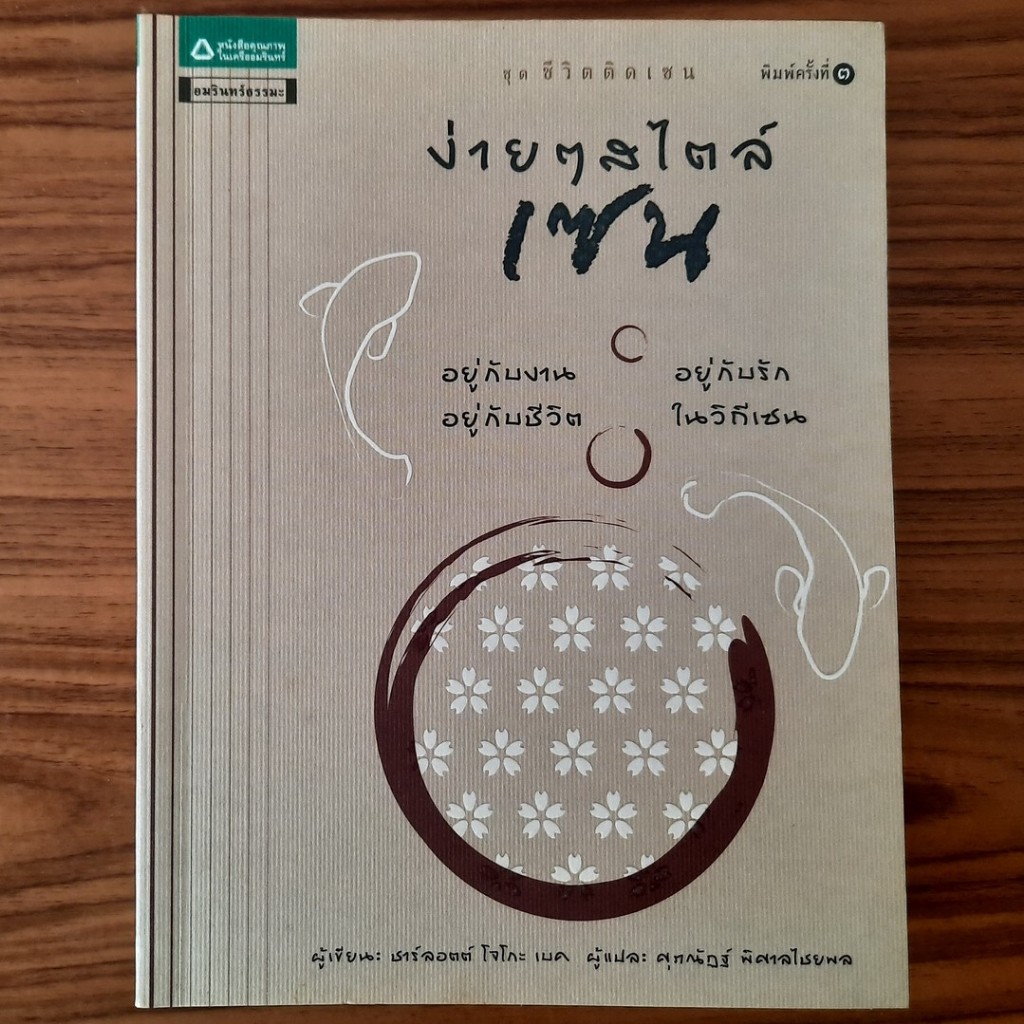 หนังสือคุณภาพ
ในเครืออมรินทร์
อมรินทร์ธรรมะ
ชุด ชีวิตติดเซน
พิมพ์ครั้งที่ ๓
ง่ายๆสไตล์
เซน
อยู่กับงาน อยู่กับรัก
อยู่กับชีวิต ในวิถีเซน
ผู้เขียน: ชาร์ลอตต์ โจโกะ เบค ผู้แปล: ศุภณัฏฐ์ พิศาลไชยพล